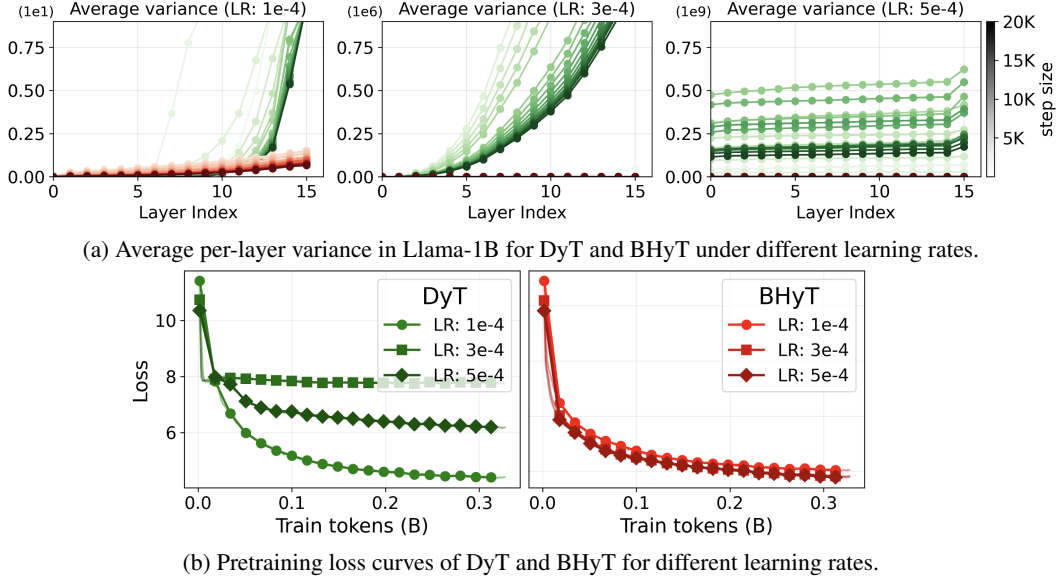 (1e1) Average variance (LR: 1e-4)
(1e6) Average variance (LR: 3e-4)
(1e9) Average variance (LR: 5e-4)
0.75
0.50
0.25
0.00
0 5 10 15
Layer Index
0.75
0.50
0.25
0.00
0 5 10 15
Layer Index
0.75
0.50
0.25
0.00
0 5 10 15
Layer Index
20K
15K
10K
5K
step size
(a) Average per-layer variance in Llama-1B for DyT and BHyT under different learning rates.
Loss
10
8
6
DyT
LR: 1e-4
LR: 3e-4
LR: 5e-4
0.0 0.1 0.2 0.3
Train tokens (B)
BHyT
LR: 1e-4
LR: 3e-4
LR: 5e-4
0.0 0.1 0.2 0.3
Train tokens (B)
(b) Pretraining loss curves of DyT and BHyT for different learning rates.